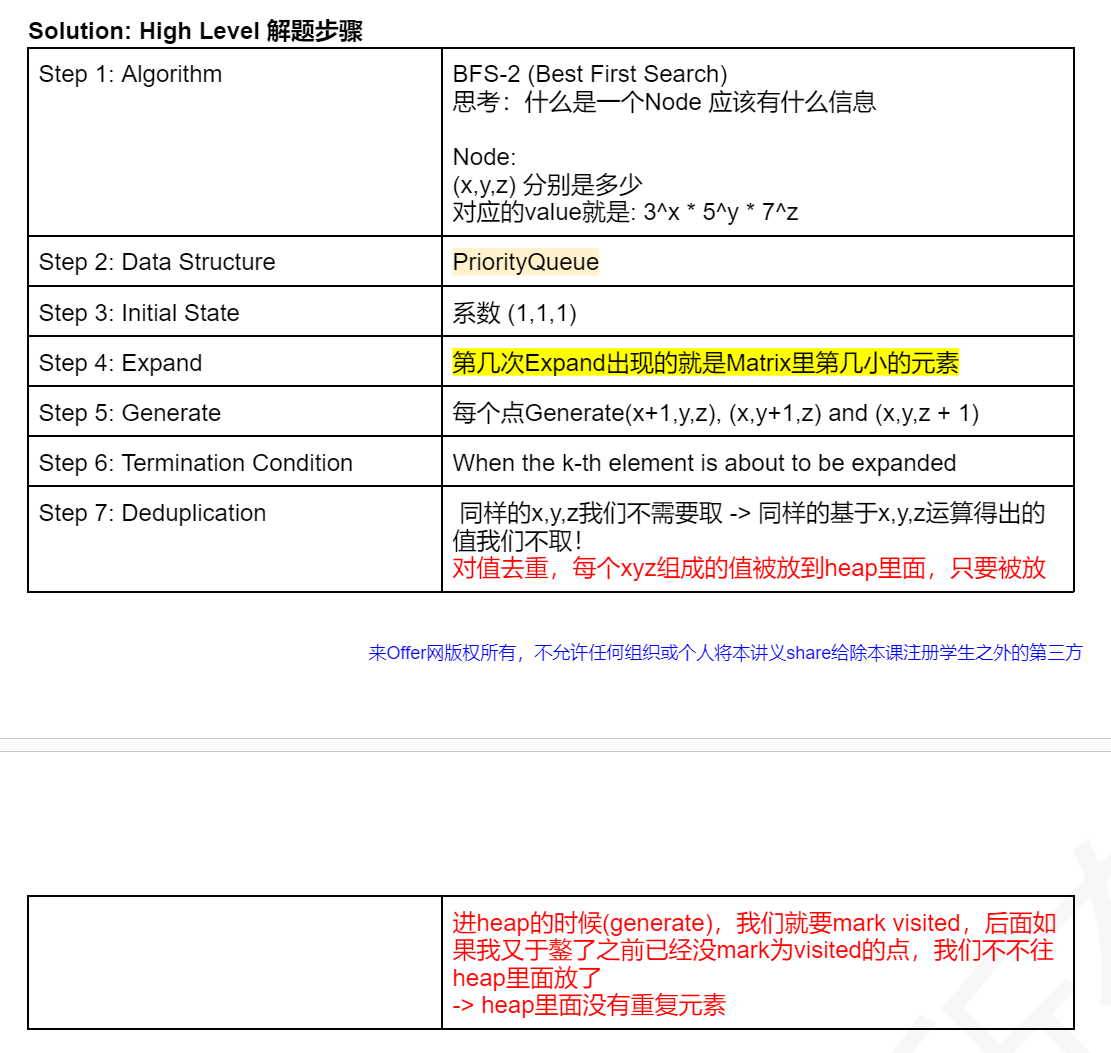 Solution: High Level 解题步骤
Step 1: Algorithm
BFS-2 (Best First Search)
思考：什么是一个Node 应该有什么信息
Node:
(x,y,z) 分别是多少
对应的value就是: 3^x * 5^y * 7^z
Step 2: Data Structure
PriorityQueue
Step 3: Initial State
系数 (1,1,1)
Step 4: Expand
第几次Expand出现的就是Matrix里第几小的元素
Step 5: Generate
每个点Generate(x+1,y,z), (x,y+1,z) and (x,y,z + 1)
Step 6: Termination Condition
When the k-th element is about to be expanded
Step 7: Deduplication
同样的x,y,z我们不需要取 -> 同样的基于x,y,z运算得出的
值我们不取！
对值去重，每个xyz组成的值被放到heap里面，只要被放
来Offer网版权所有，不允许任何组织或个人将本讲义share给除本课注册学生之外的第三方
进heap的时候(generate)，我们就要mark visited，后面如
果我又于鏊了之前已经没mark为visited的点，我们不不往
heap里面放了
-> heap里面没有重复元素